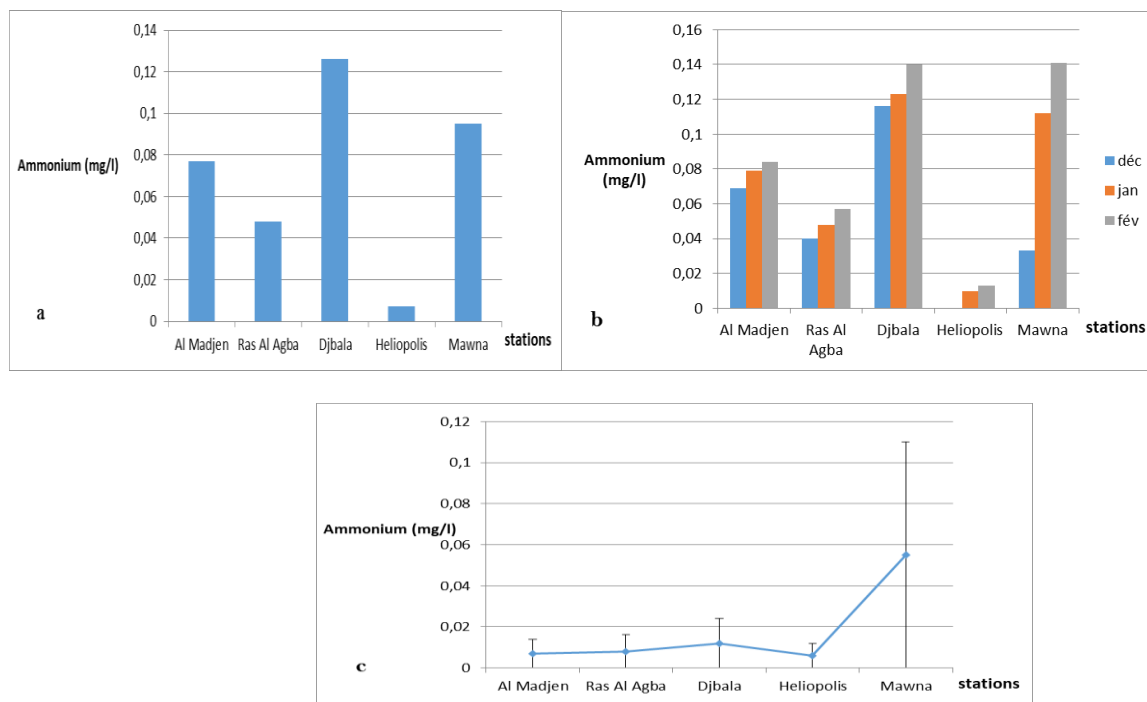 0,14
0,12
0,1
Ammonium (mg/l)
0,08
0,06
0,04
0,02
0
a
Al Madjen Ras Al Agba Djbala Heliopolis Mawna stations
0,16
0,14
0,12
0,1
Ammonium
(mg/l)
0,08
0,06
0,04
0,02
0
b
Al Madjen Ras Al Djbala Heliopolis Mawna stations
Agba
déc
jan
fév
0,12
0,1
0,08
Ammonium (mg/l)
0,06
0,04
0,02
0
c
Al Madjen Ras Al Agba Djbala Heliopolis Mawna stations